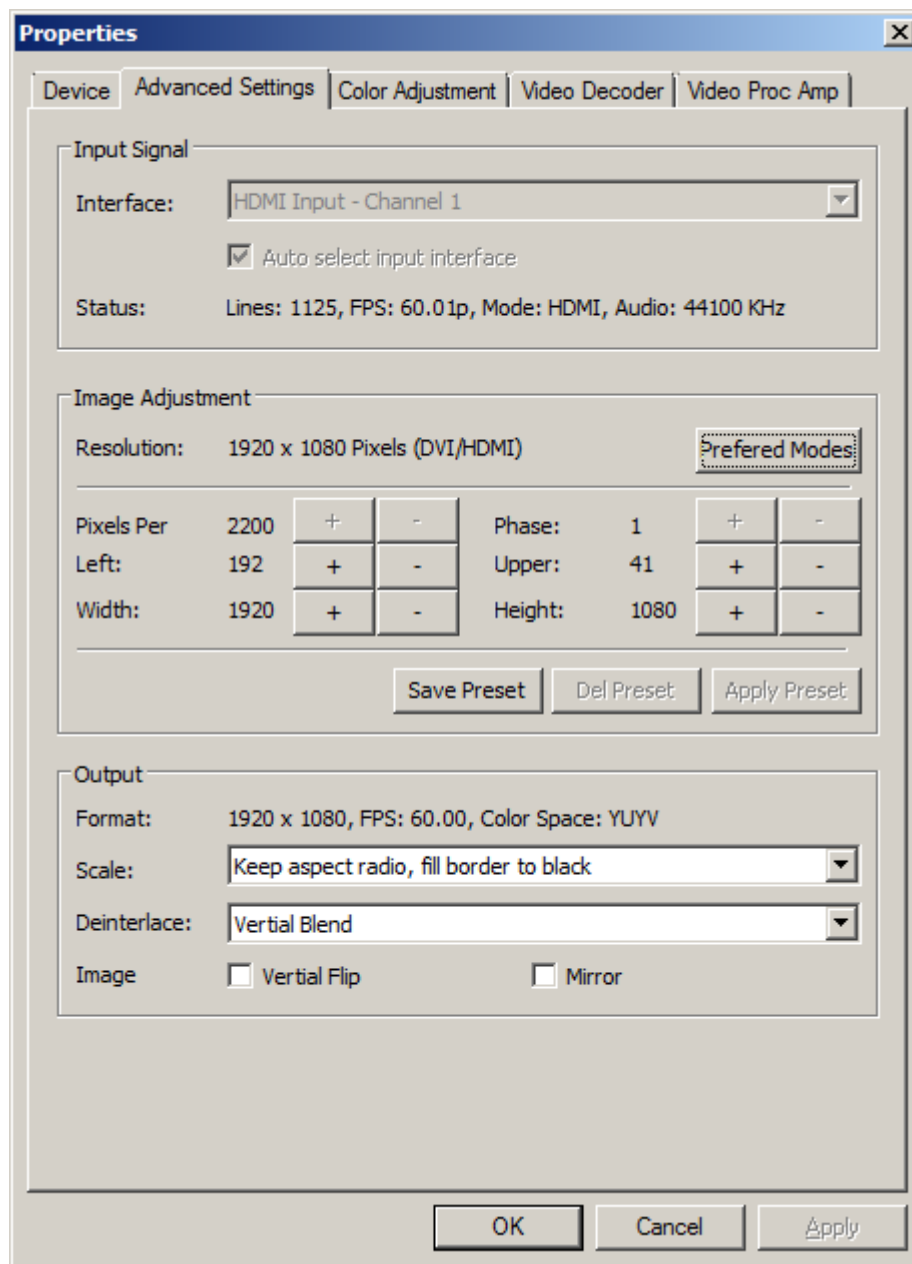 Properties
Device Advanced Settings Color Adjustment Video Decoder Video Proc Amp
Input Signal
Interface: HDMI Input - Channel 1
Auto select input interface
Status: Lines: 1125, FPS: 60.01p, Mode: HDMI, Audio: 44100 KHz
Image Adjustment
Resolution: 1920 x 1080 Pixels (DVI/HDMI) Prefered Modes
Pixels Per 2200 + - Phase: 1 + -
Left: 192 + - Upper: 41 + -
Width: 1920 + - Height: 1080 + -
Save Preset Del Preset Apply Preset
Output
Format: 1920 x 1080, FPS: 60.00, Color Space: YUYV
Scale: Keep aspect radio, fill border to black
Deinterlace: Vertial Blend
Image Vertial Flip Mirror
OK Cancel Apply